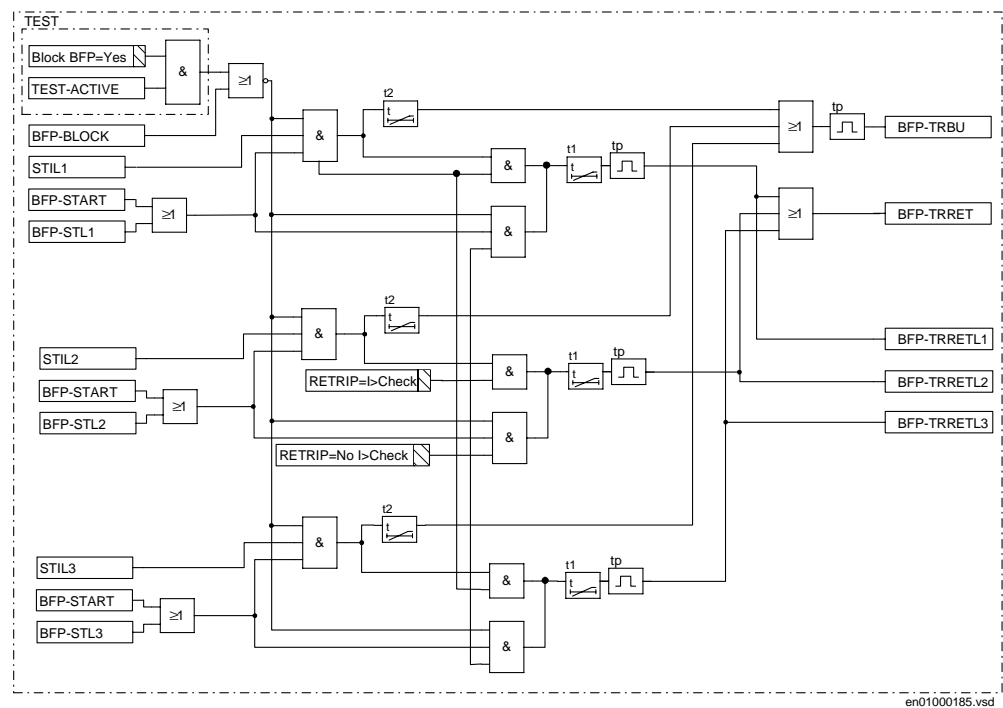 TEST
Block BFP=Yes
&
TEST-ACTIVE
≥1
BFP-BLOCK
STIL1
BFP-START
BFP-STL1
≥1
&
t2
t
&
&
t1
t
tp
≥1
tp
BFP-TRBU
≥1
BFP-TRRET
BFP-TRRETL1
BFP-TRRETL2
BFP-TRRETL3
STIL2
BFP-START
BFP-STL2
≥1
&
t2
t
RETRIP=I>Check
&
t1
t
tp
RETRIP=No I>Check
&
STIL3
BFP-START
BFP-STL3
≥1
&
t2
t
&
t1
t
tp
&
en01000185.vsd